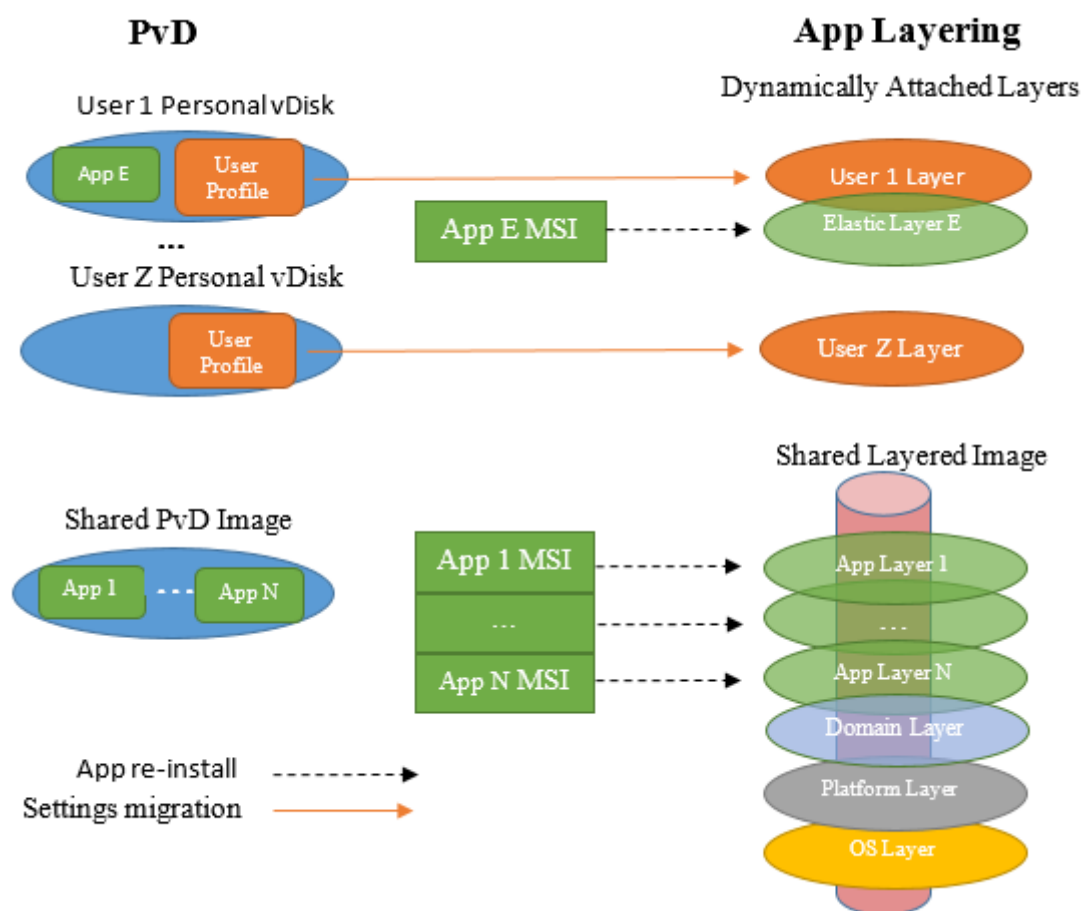 PvD
App Layering
Dynamically Attached Layers
User 1 Personal vDisk
App E
User
Profile
User 1 Layer
App E MSI
Elastic Layer E
...
User Z Personal vDisk
User
Profile
User Z Layer
Shared Layered Image
Shared PvD Image
App 1
---
App N
App 1 MSI
...
App N MSI
App Layer 1
...
App Layer N
Domain Layer
Platform Layer
OS Layer
App re-install
Settings migration